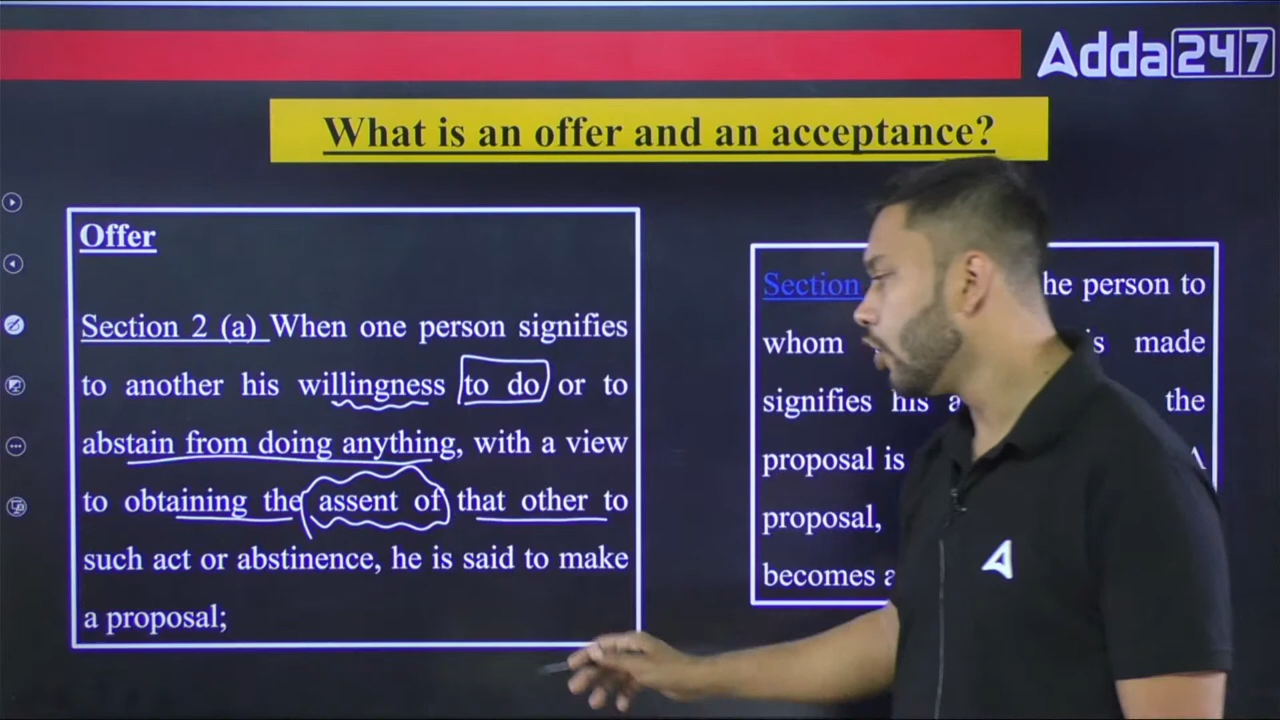 Adda247
What is an offer and an acceptance?
Offer
Section 2 (a) When one person signifies
to another his willingness to do or to
abstain from doing anything, with a view
to obtaining the assent of that other to
such act or abstinence, he is said to make
a proposal;
Section he person to
whom s made
signifies his a the
proposal is A
proposal,
becomes a